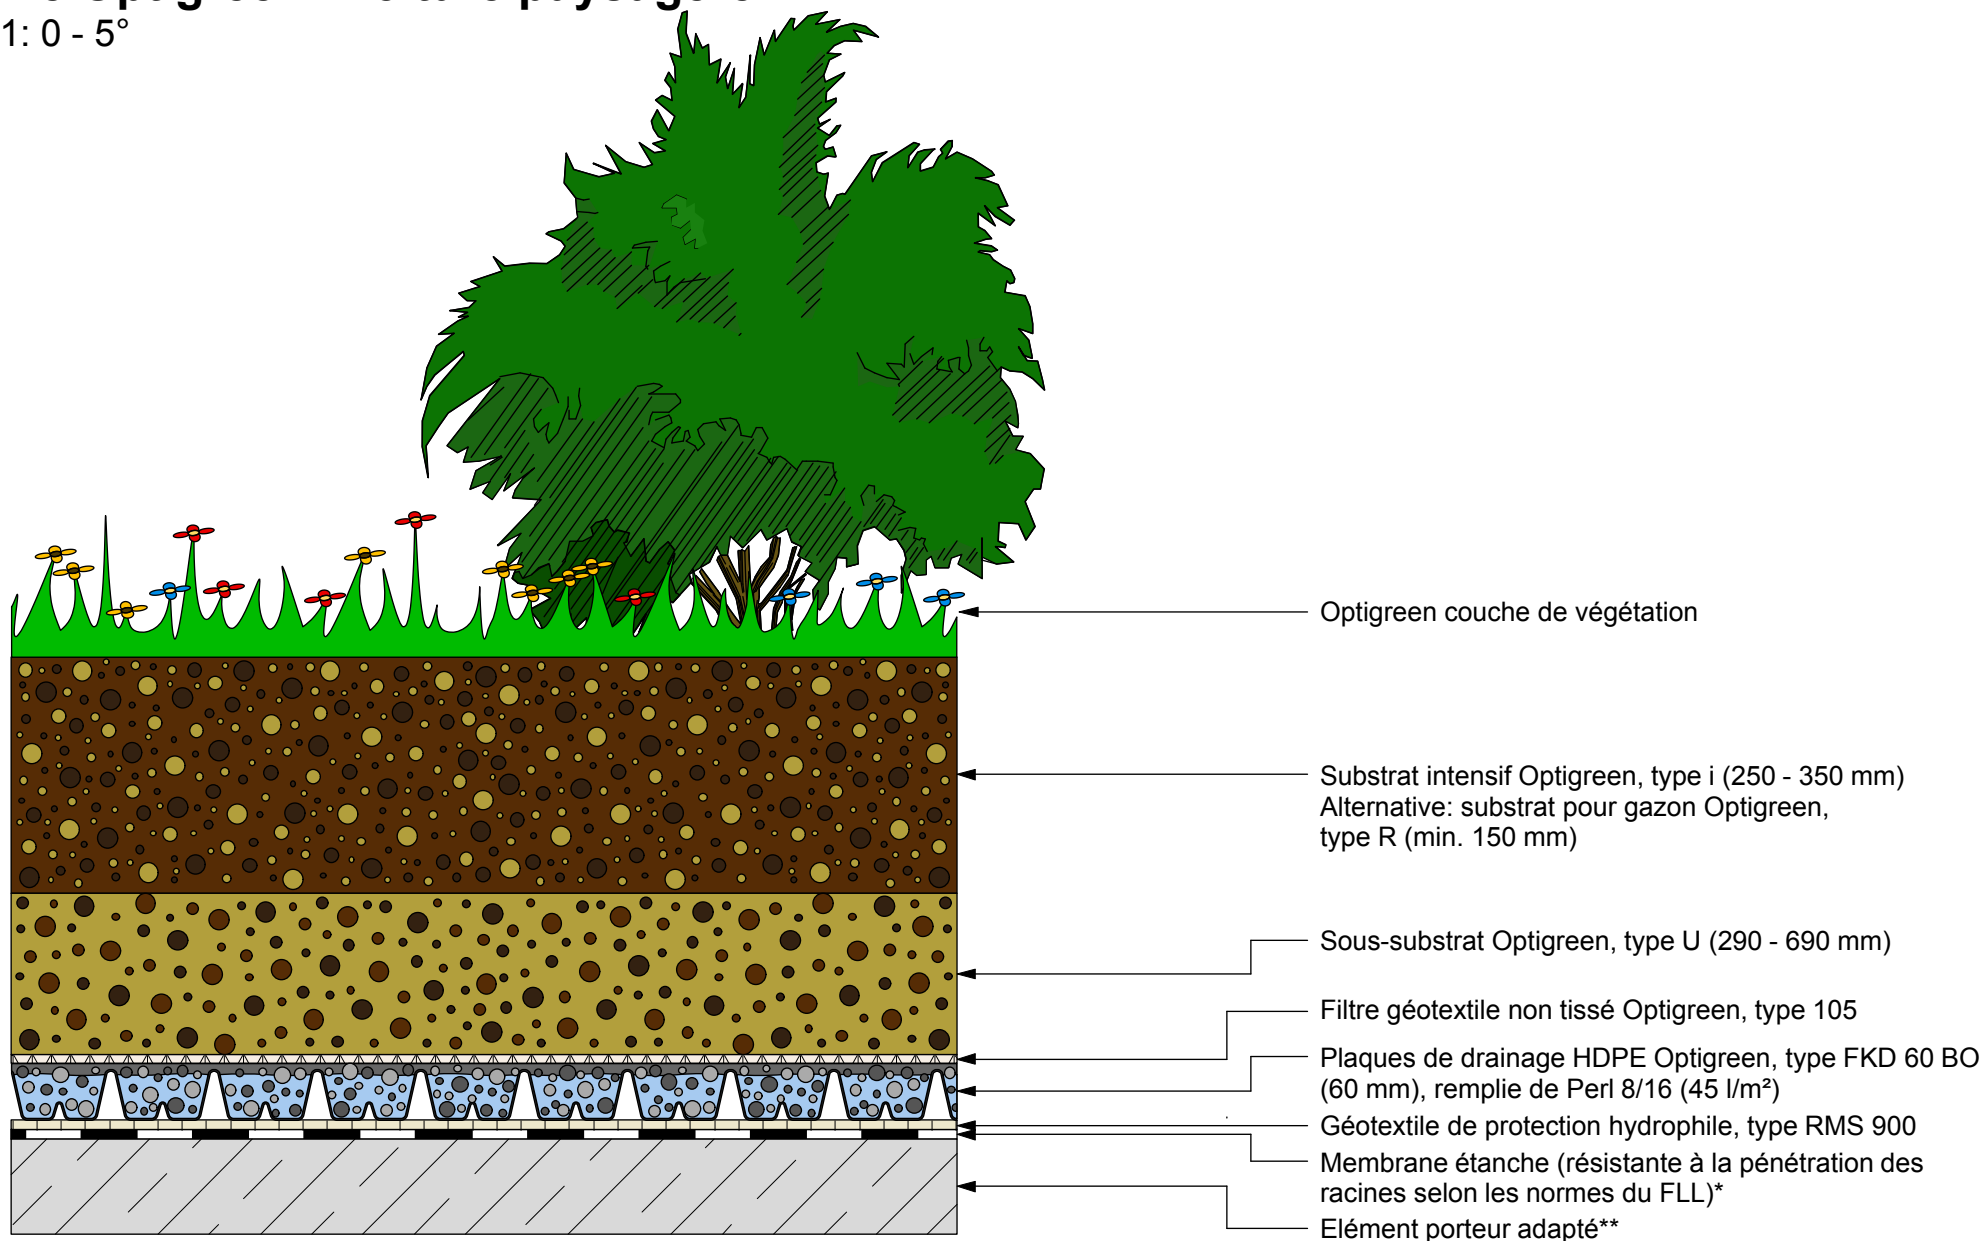 1: 0 - 5°
Optigreen couche de végétation
Substrat intensif Optigreen, type i (250 - 350 mm)
Alternative: substrat pour gazon Optigreen,
type R (min. 150 mm)
Sous-substrat Optigreen, type U (290 - 690 mm)
Filtre géotextile non tissé Optigreen, type 105
Plaques de drainage HDPE Optigreen, type FKD 60 BO
(60 mm), remplie de Perl 8/16 (45 l/m²)
Géotextile de protection hydrophile, type RMS 900
Membrane étanche (résistante à la pénétration des
racines selon les normes du FLL)*
Elément porteur adapté**